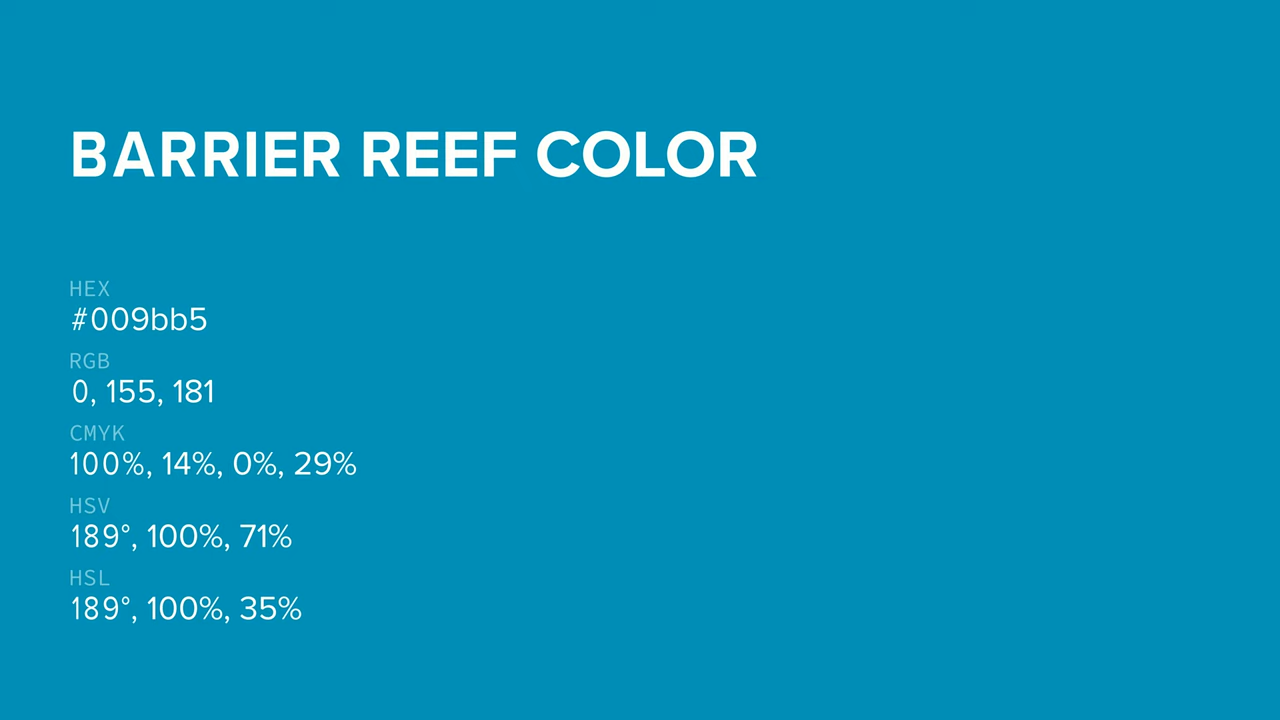 BARRIER REEF COLOR
HEX
#009bb5
RGB
0, 155, 181
CMYK
100%, 14%, 0%, 29%
HSV
189°, 100%, 71%
HSL
189°, 100%, 35%